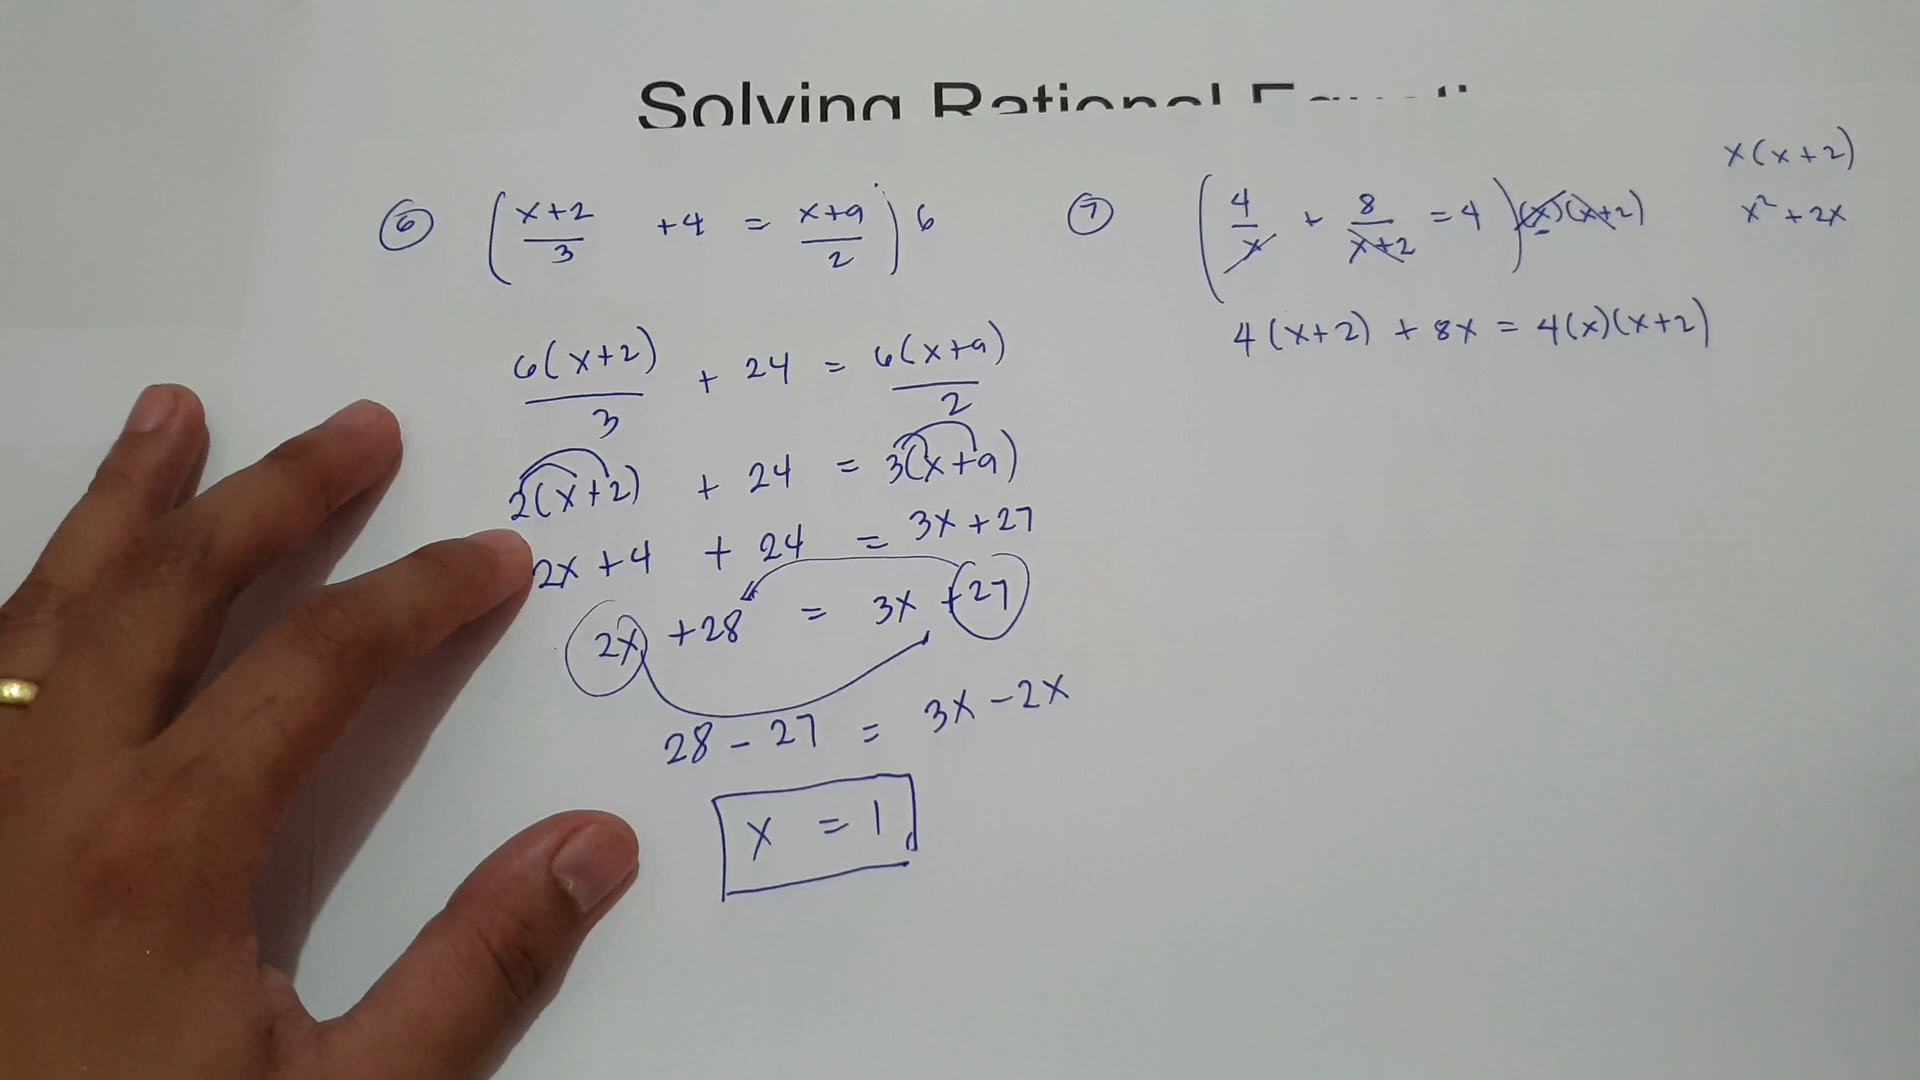 Solving Rational
⑥ (x+2/3 + 4 = x+9/2) 6
6(x+2)/3 + 24 = 6(x+9)/2
2(x+2) + 24 = 3(x+9)
2x + 4 + 24 = 3x + 27
2x + 28 = 3x + 27
28 - 27 = 3x - 2x
x = 1
⑦ (4/x + 8/x+2 = 4) (x)(x+2)
4(x+2) + 8x = 4(x)(x+2)
x(x+2)
x² + 2x